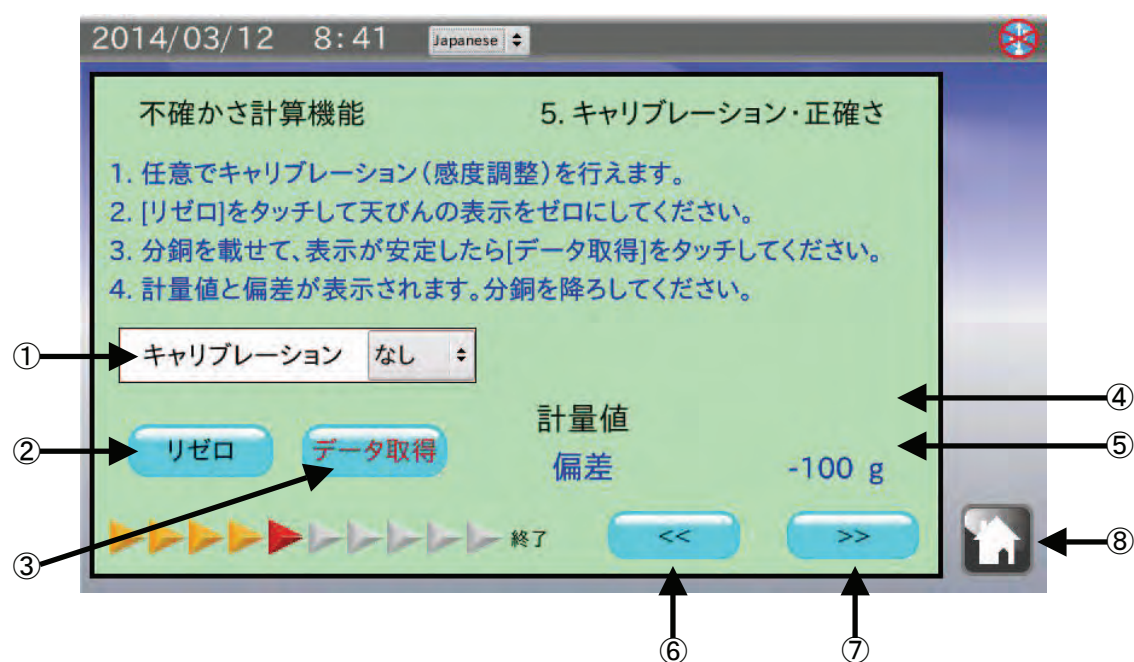 2014/03/12 8:41 Japanese
不確かさ計算機能 5. キャリブレーション・正確さ
1. 任意でキャリブレーション(感度調整)を行えます。
2. [リゼロ]をタッチして天びんの表示をゼロにしてください。
3. 分銅を載せて、表示が安定したら[データ取得]をタッチしてください。
4. 計量値と偏差が表示されます。分銅を降ろしてください。
① キャリブレーション なし
計量値 ④
② リゼロ データ取得
偏差 -100 g ⑤
③ 終了 << >> ⑧
⑥ ⑦